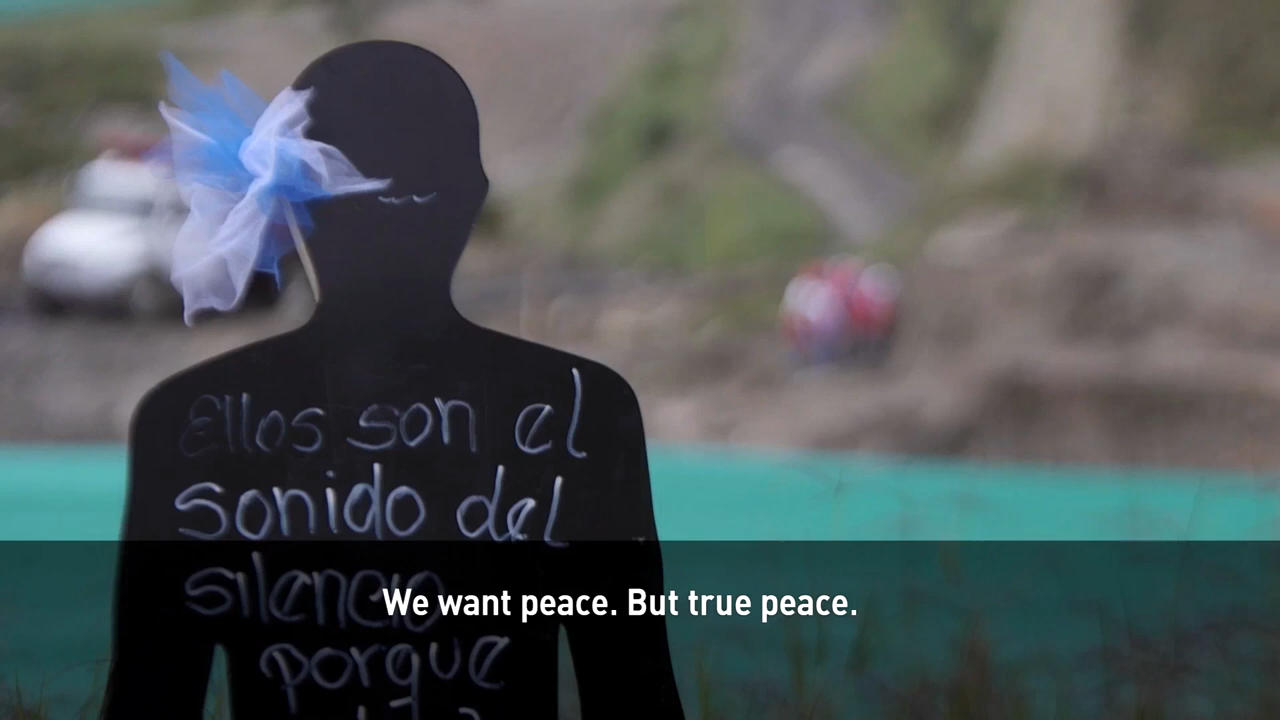 Ellos son el
sonido del
silencio
We want peace. But true peace.
porque